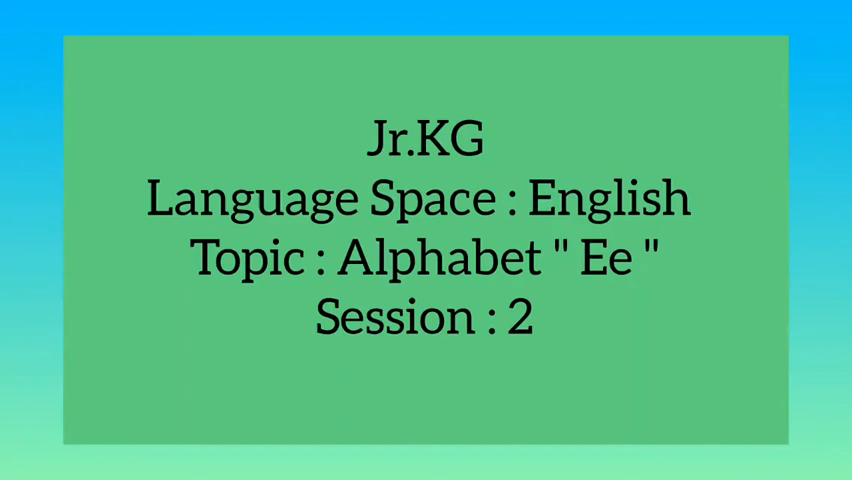 Jr.KG
Language Space : English
Topic : Alphabet " Ee "
Session : 2